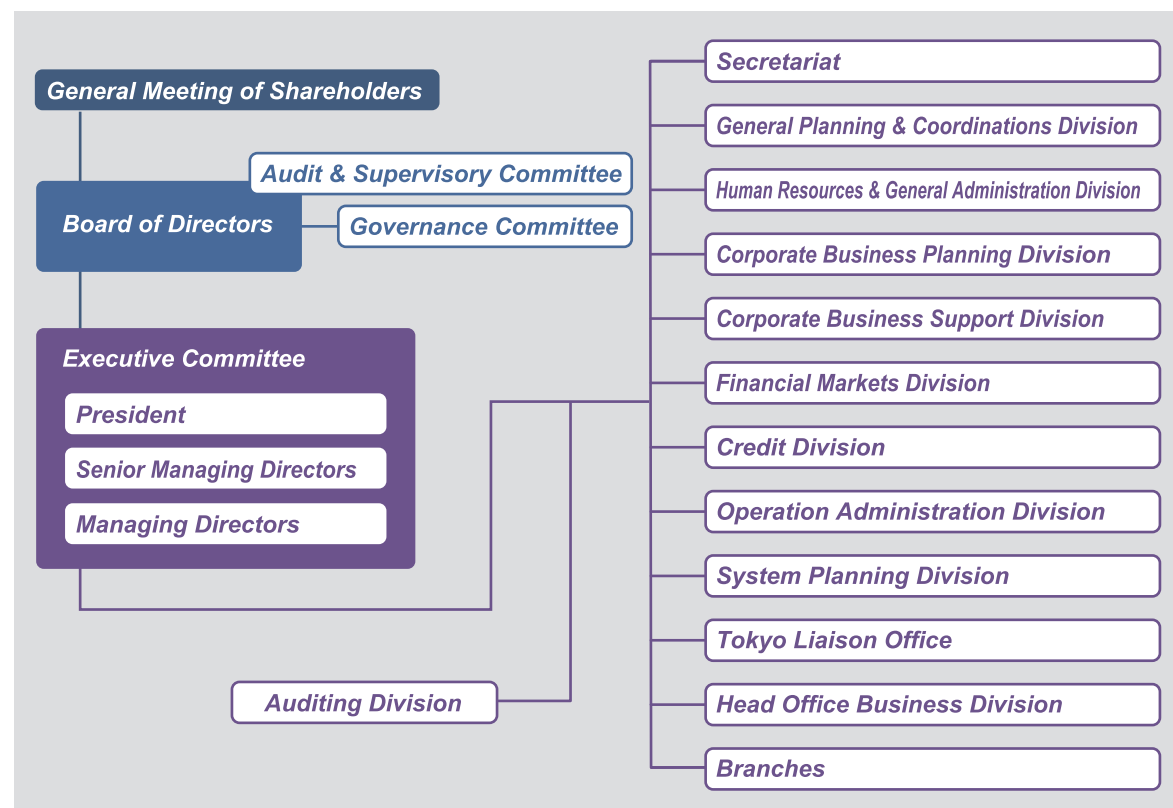 General Meeting of Shareholders
Audit & Supervisory Committee
Board of Directors
Governance Committee
Executive Committee
President
Senior Managing Directors
Managing Directors
Auditing Division
Secretariat
General Planning & Coordinations Division
Human Resources & General Administration Division
Corporate Business Planning Division
Corporate Business Support Division
Financial Markets Division
Credit Division
Operation Administration Division
System Planning Division
Tokyo Liaison Office
Head Office Business Division
Branches